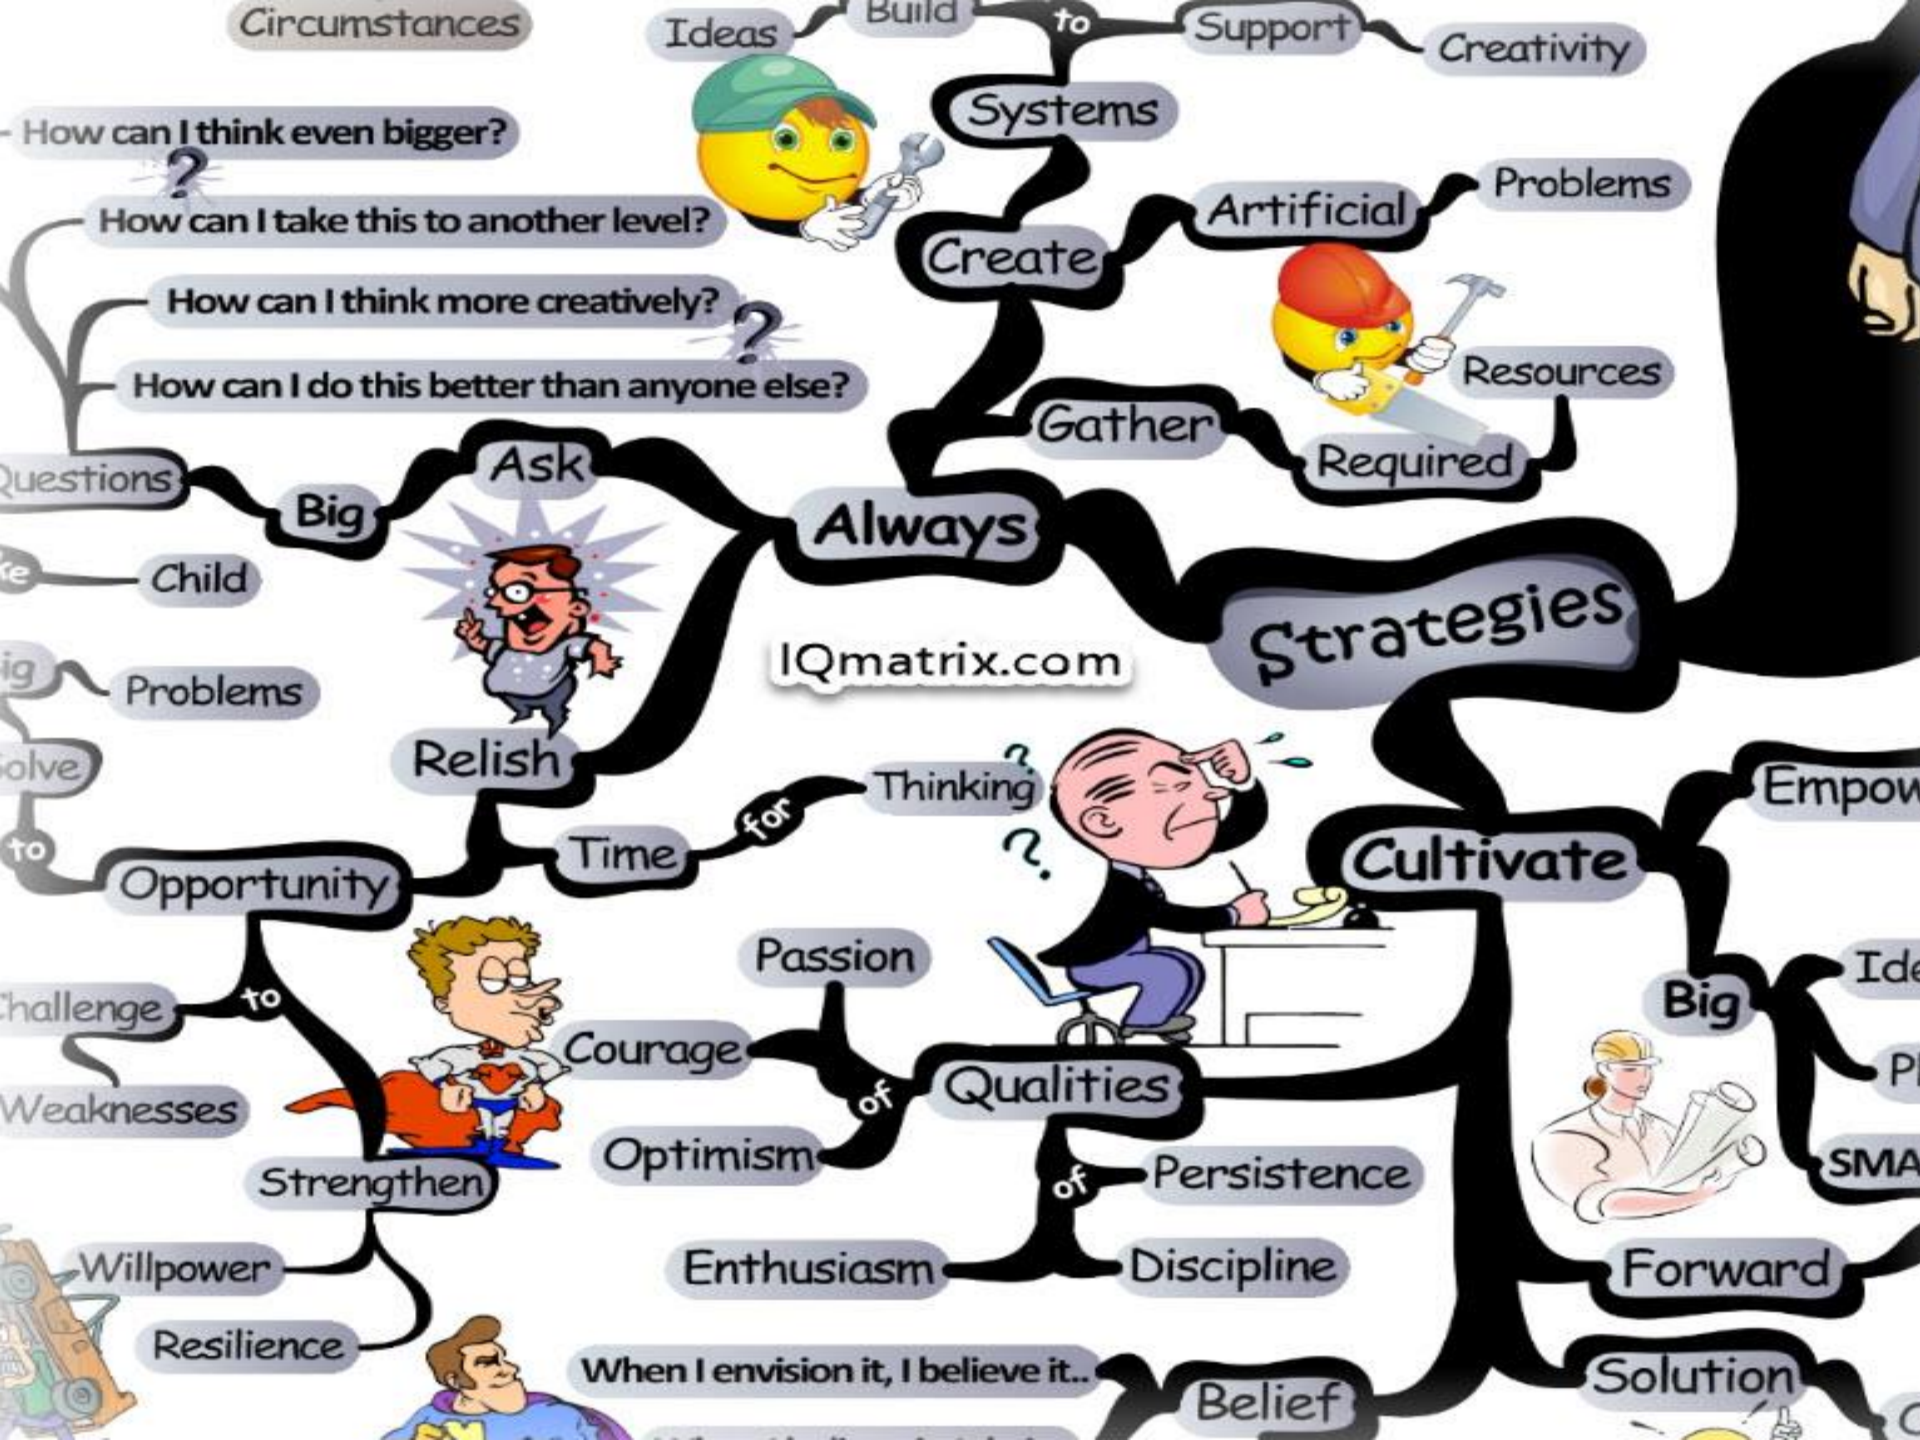 Circumstances
Ideas
Build
to
Support
Creativity
Systems
How can I think even bigger?
?
How can I take this to another level?
Create
Artificial
Problems
How can I think more creatively?
?
How can I do this better than anyone else?
Gather
Required
Resources
Questions
Big
Ask
Always
Strategies
Child
IQmatrix.com
Problems
Solve
to
Relish
Time
for
Thinking
?
?
Opportunity
Cultivate
Big
Passion
Courage
of
Qualities
Optimism
of
Persistence
Enthusiasm
Discipline
to
Challenge
Weaknesses
Strengthen
Willpower
Resilience
Forward
Solution
When I envision it, I believe it..
Belief